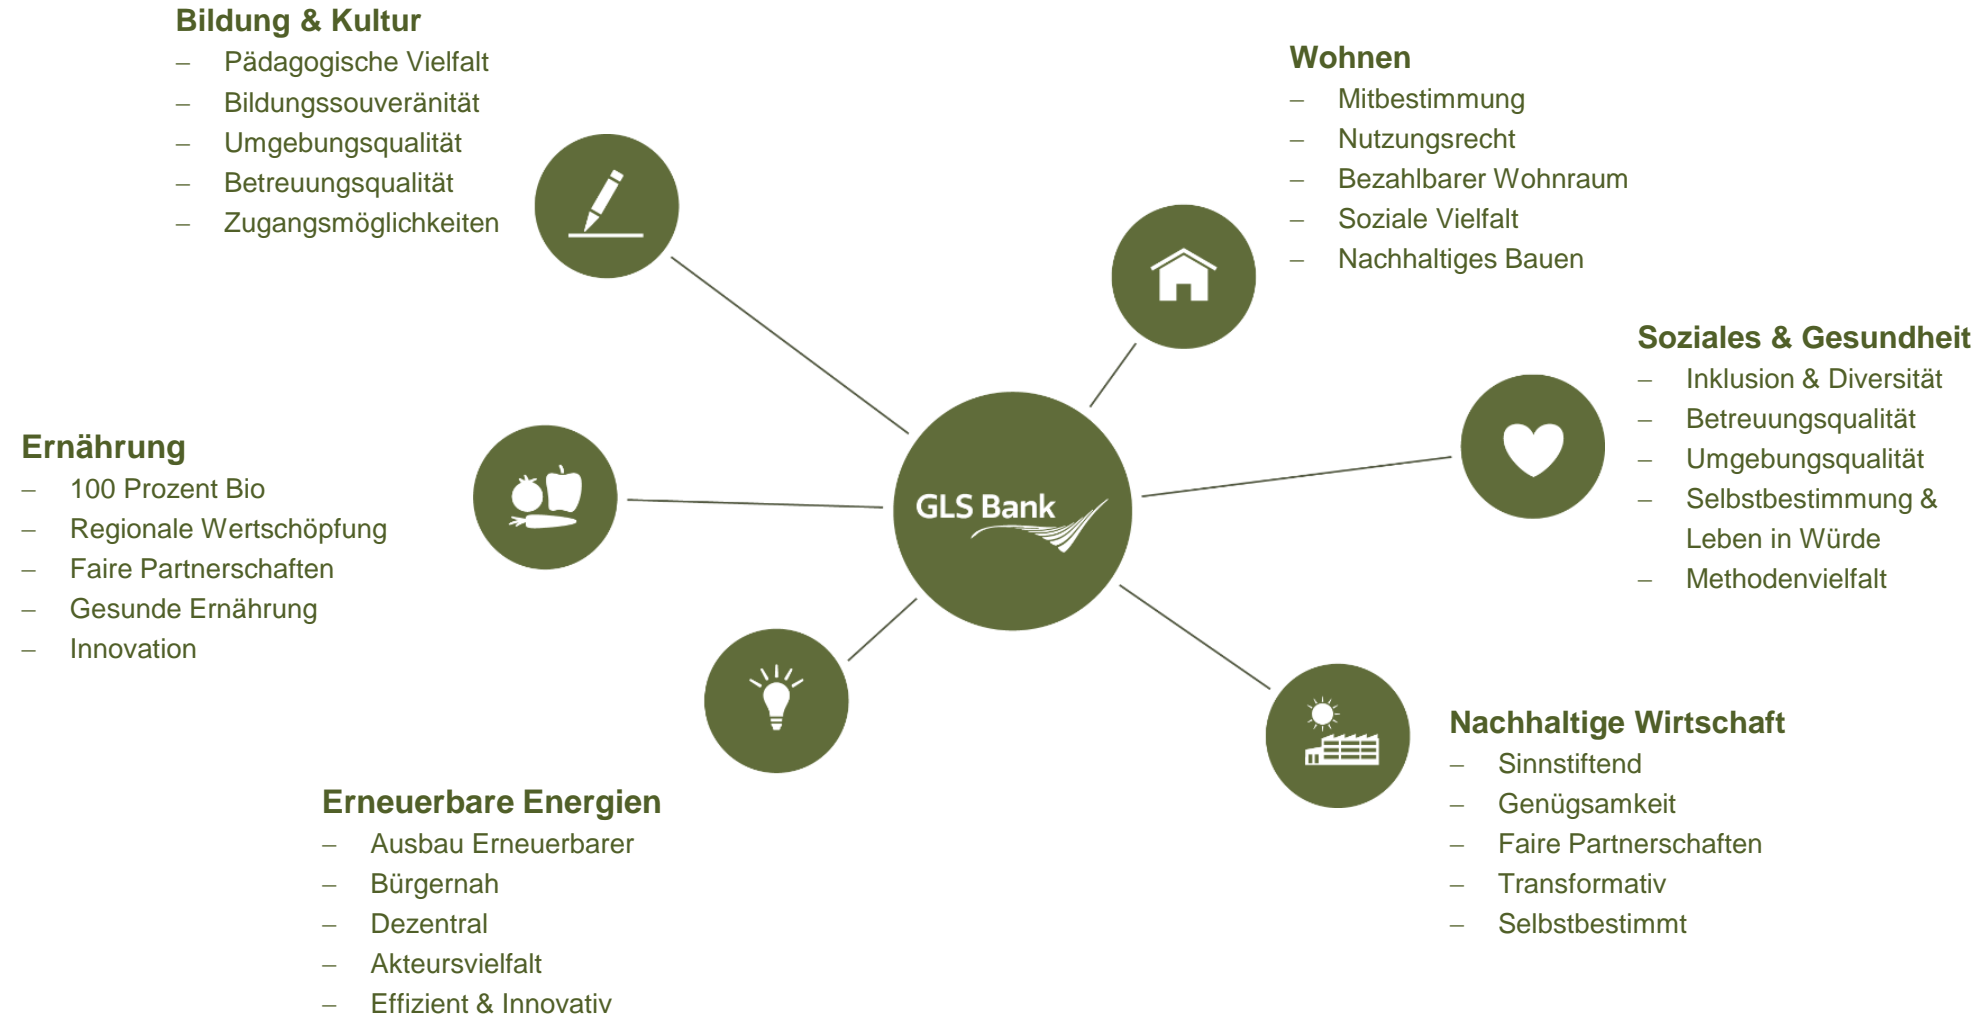 Bildung & Kultur
– Pädagogische Vielfalt
– Bildungssouveränität
– Umgebungsqualität
– Betreuungsqualität
– Zugangsmöglichkeiten
Wohnen
– Mitbestimmung
– Nutzungsrecht
– Bezahlbarer Wohnraum
– Soziale Vielfalt
– Nachhaltiges Bauen
Soziales & Gesundheit
– Inklusion & Diversität
– Betreuungsqualität
– Umgebungsqualität
– Selbstbestimmung &
Leben in Würde
– Methodenvielfalt
Ernährung
– 100 Prozent Bio
– Regionale Wertschöpfung
– Faire Partnerschaften
– Gesunde Ernährung
– Innovation
GLS Bank
Nachhaltige Wirtschaft
– Sinnstiftend
– Genügsamkeit
– Faire Partnerschaften
– Transformativ
– Selbstbestimmt
Erneuerbare Energien
– Ausbau Erneuerbarer
– Bürgernah
– Dezentral
– Akteursvielfalt
– Effizient & Innovativ